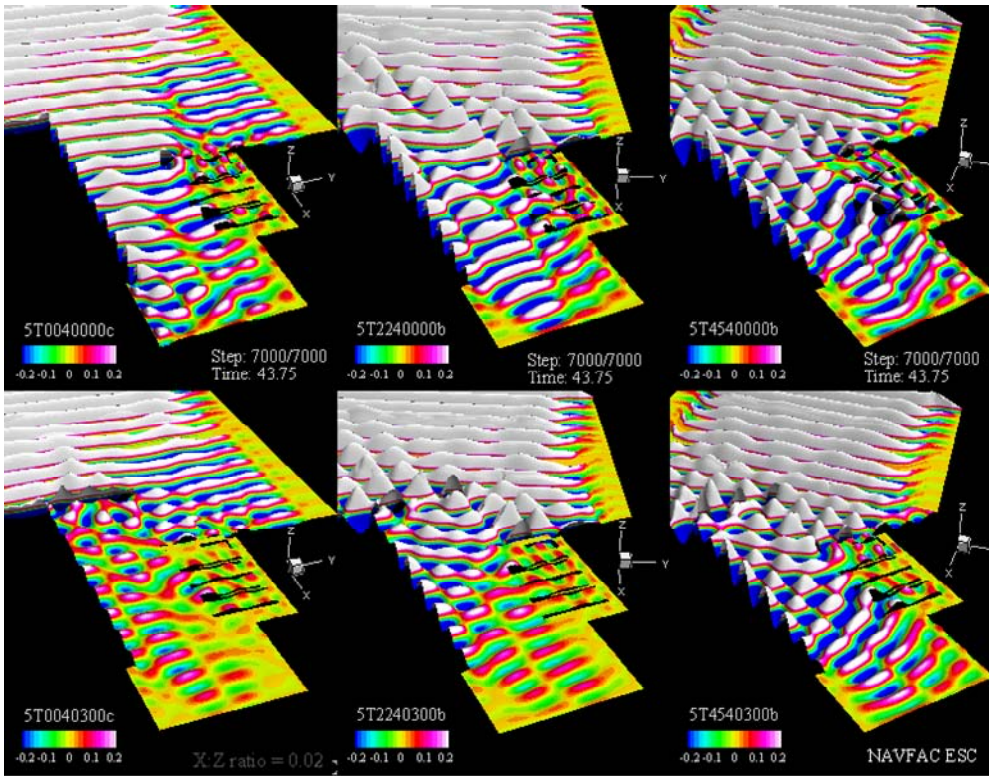 Z
Y
X
5T0040000c
-0.2 -0.1 0 0.1 0.2
Step: 7000/7000
Time: 43.75
Z
Y
X
5T2240000b
-0.2 -0.1 0 0.1 0.2
Step: 7000/7000
Time: 43.75
Z
X
5T4540000b
-0.2 -0.1 0 0.1 0.2
Step: 7000/7000
Time: 43.75
Z
Y
X
5T0040300c
-0.2 -0.1 0 0.1 0.2
X:Z ratio = 0.02
Z
Y
X
5T2240300b
-0.2 -0.1 0 0.1 0.2
Z
X
5T4540300b
-0.2 -0.1 0 0.1 0.2
NAVFAC ESC